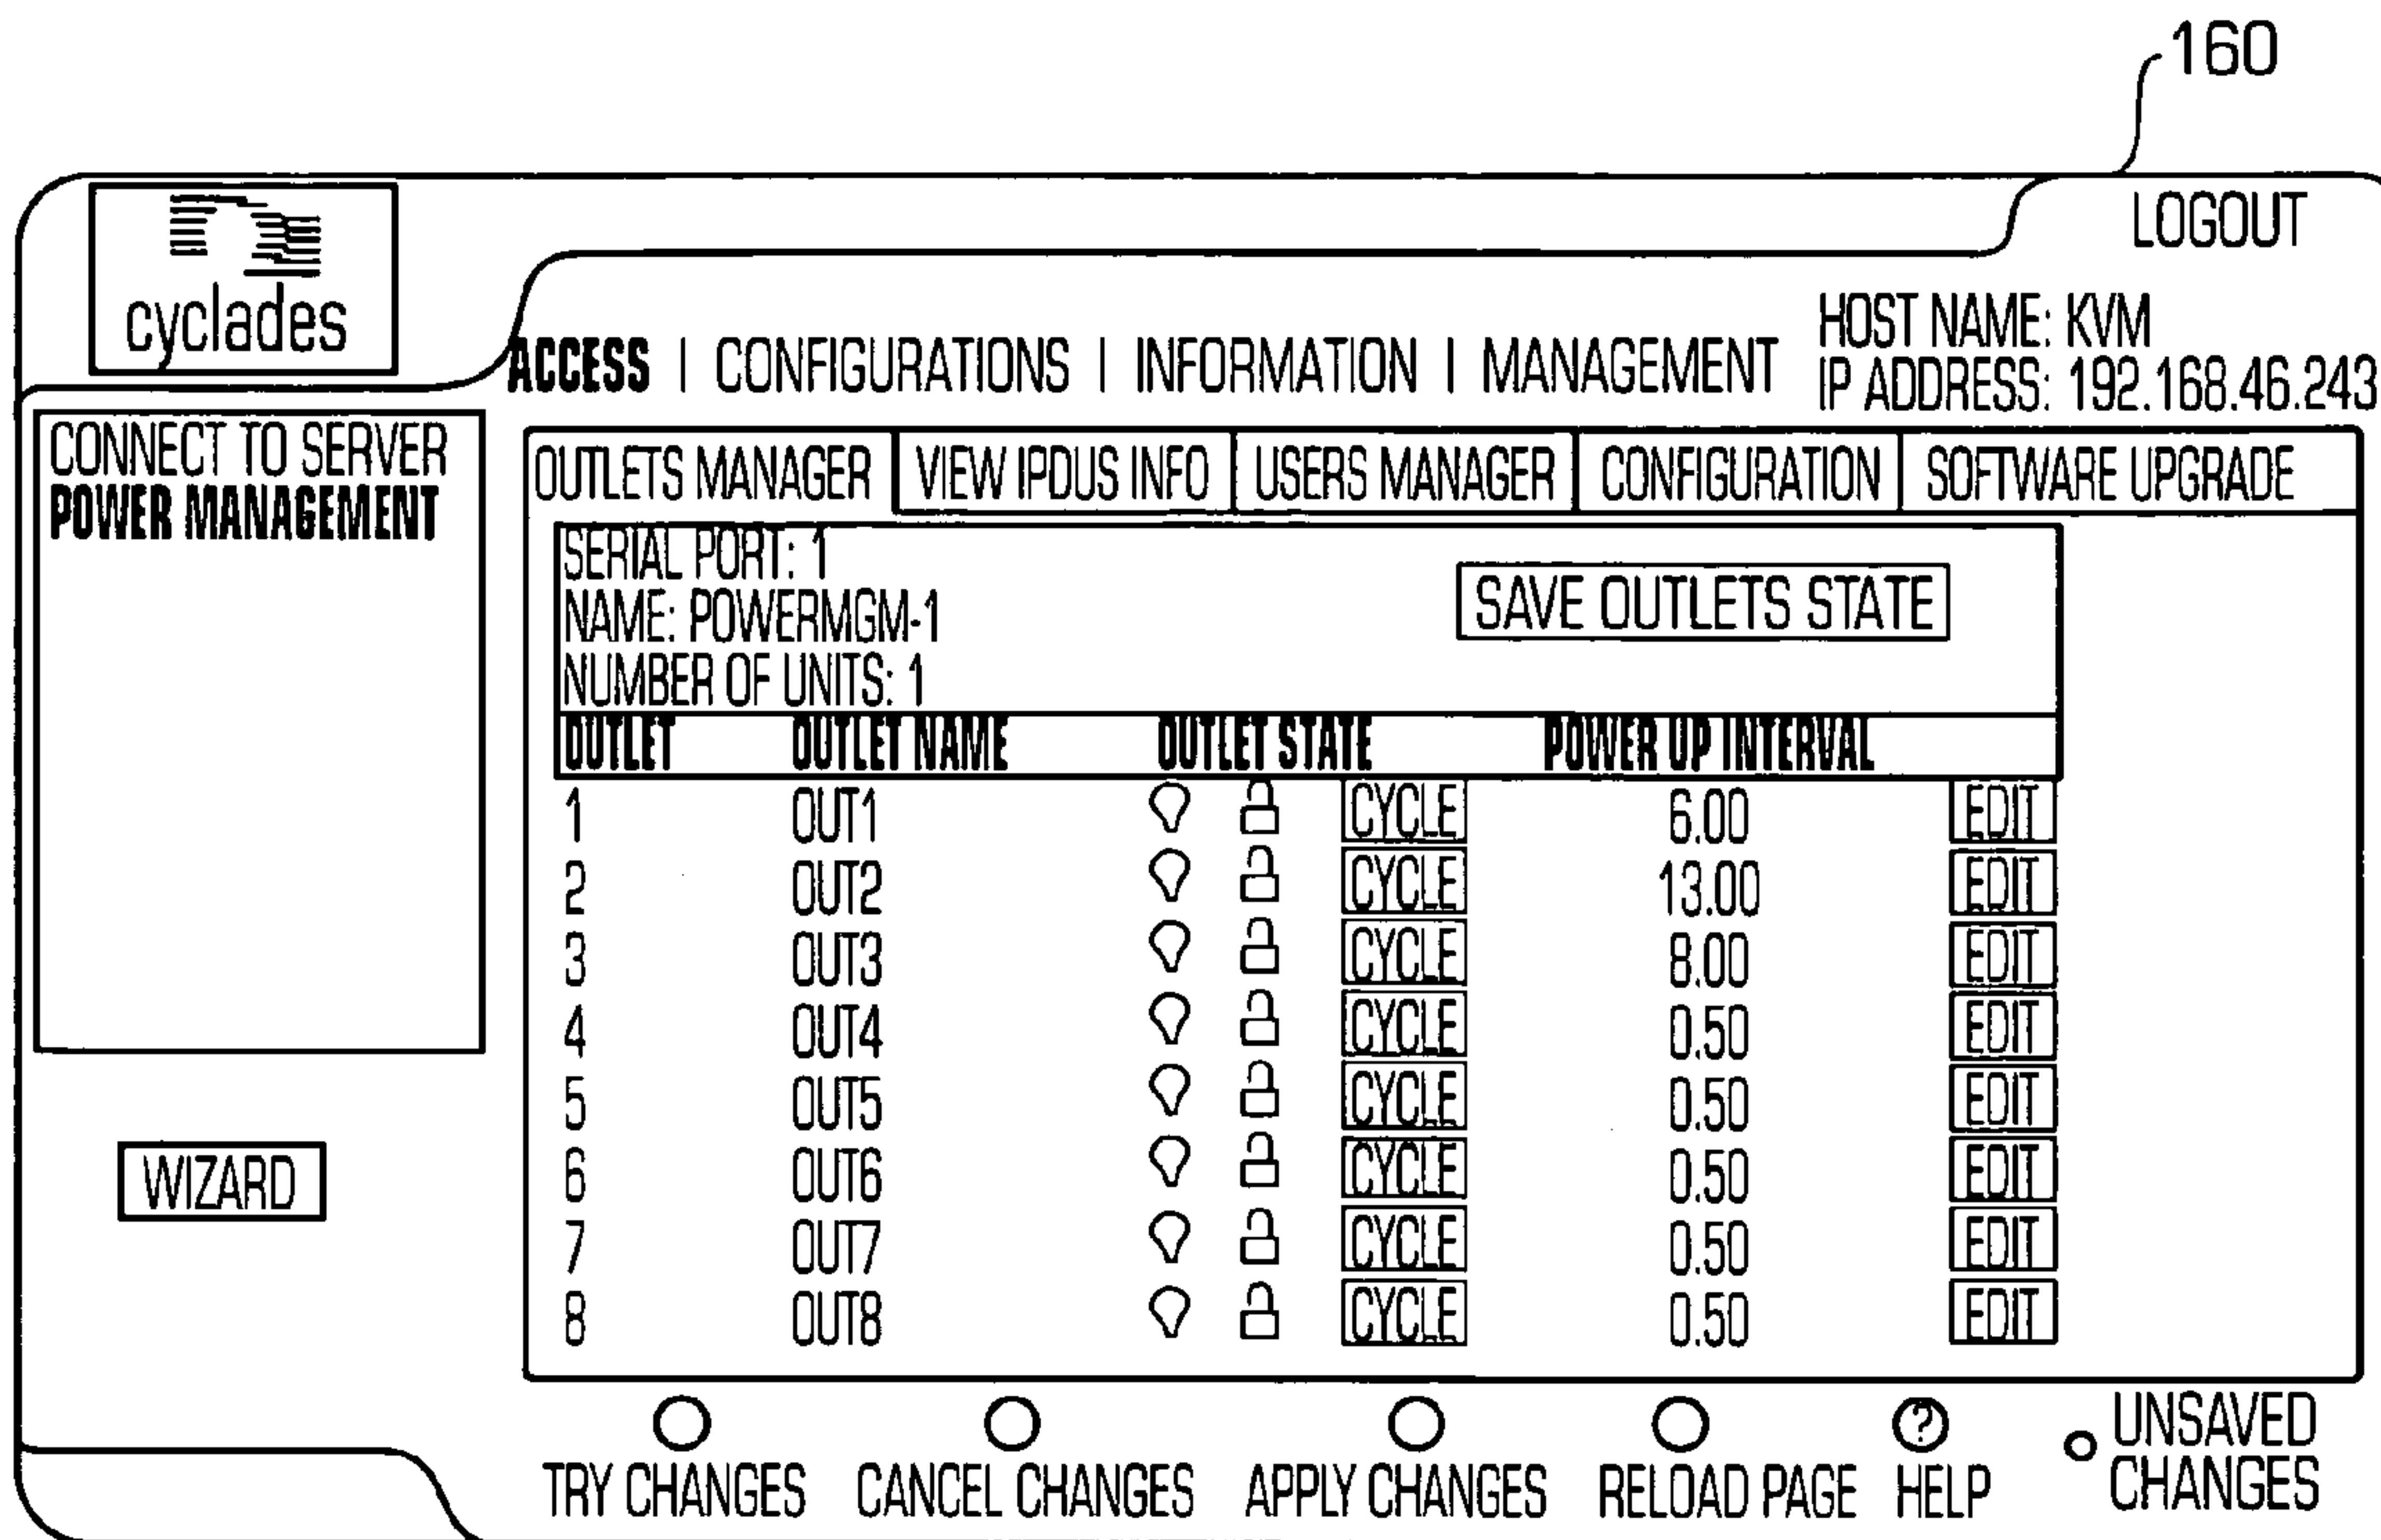 160
LOGOUT
cyclades
HOST NAME: KVM
ACCESS | CONFIGURATIONS | INFORMATION | MANAGEMENT
IP ADDRESS: 192.168.46.243
CONNECT TO SERVER
POWER MANAGEMENT
OUTLETS MANAGER VIEW IPDUS INFO USERS MANAGER CONFIGURATION SOFTWARE UPGRADE
SERIAL PORT: 1
NAME: POWERMGM-1
SAVE OUTLETS STATE
NUMBER OF UNITS: 1
OUTLET OUTLET NAME OUTLET STATE POWER UP INTERVAL
1 OUT1 CYCLE 6.00 EDIT
2 OUT2 CYCLE 13.00 EDIT
3 OUT3 CYCLE 8.00 EDIT
4 OUT4 CYCLE 0.50 EDIT
5 OUT5 CYCLE 0.50 EDIT
6 OUT6 CYCLE 0.50 EDIT
7 OUT7 CYCLE 0.50 EDIT
8 OUT8 CYCLE 0.50 EDIT
WIZARD
?
TRY CHANGES CANCEL CHANGES APPLY CHANGES RELOAD PAGE HELP
UNSAVED
CHANGES